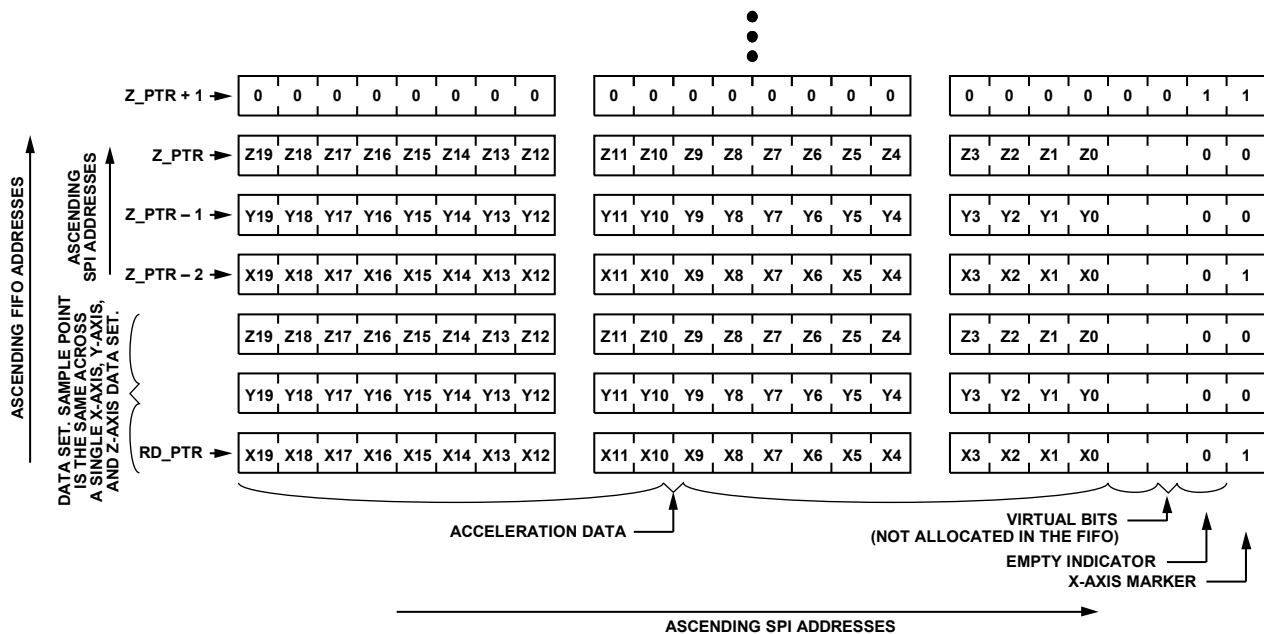 Z_PTR + 1 0 0 0 0 0 0 0 0 0 0 0 0 0 0 0 0 0 0 0 0 0 0 1 1
Z_PTR Z19 Z18 Z17 Z16 Z15 Z14 Z13 Z12 Z11 Z10 Z9 Z8 Z7 Z6 Z5 Z4 Z3 Z2 Z1 Z0 0 0
Z_PTR – 1 Y19 Y18 Y17 Y16 Y15 Y14 Y13 Y12 Y11 Y10 Y9 Y8 Y7 Y6 Y5 Y4 Y3 Y2 Y1 Y0 0 0
Z_PTR – 2 X19 X18 X17 X16 X15 X14 X13 X12 X11 X10 X9 X8 X7 X6 X5 X4 X3 X2 X1 X0 0 1
Z19 Z18 Z17 Z16 Z15 Z14 Z13 Z12 Z11 Z10 Z9 Z8 Z7 Z6 Z5 Z4 Z3 Z2 Z1 Z0 0 0
Y19 Y18 Y17 Y16 Y15 Y14 Y13 Y12 Y11 Y10 Y9 Y8 Y7 Y6 Y5 Y4 Y3 Y2 Y1 Y0 0 0
RD_PTR X19 X18 X17 X16 X15 X14 X13 X12 X11 X10 X9 X8 X7 X6 X5 X4 X3 X2 X1 X0 0 1
ASCENDING FIFO ADDRESSES
ASCENDING
SPI ADDRESSES
DATA SET. SAMPLE POINT
IS THE SAME ACROSS
A SINGLE X-AXIS, Y-AXIS,
AND Z-AXIS DATA SET.
ACCELERATION DATA
VIRTUAL BITS
(NOT ALLOCATED IN THE FIFO)
EMPTY INDICATOR
X-AXIS MARKER
ASCENDING SPI ADDRESSES